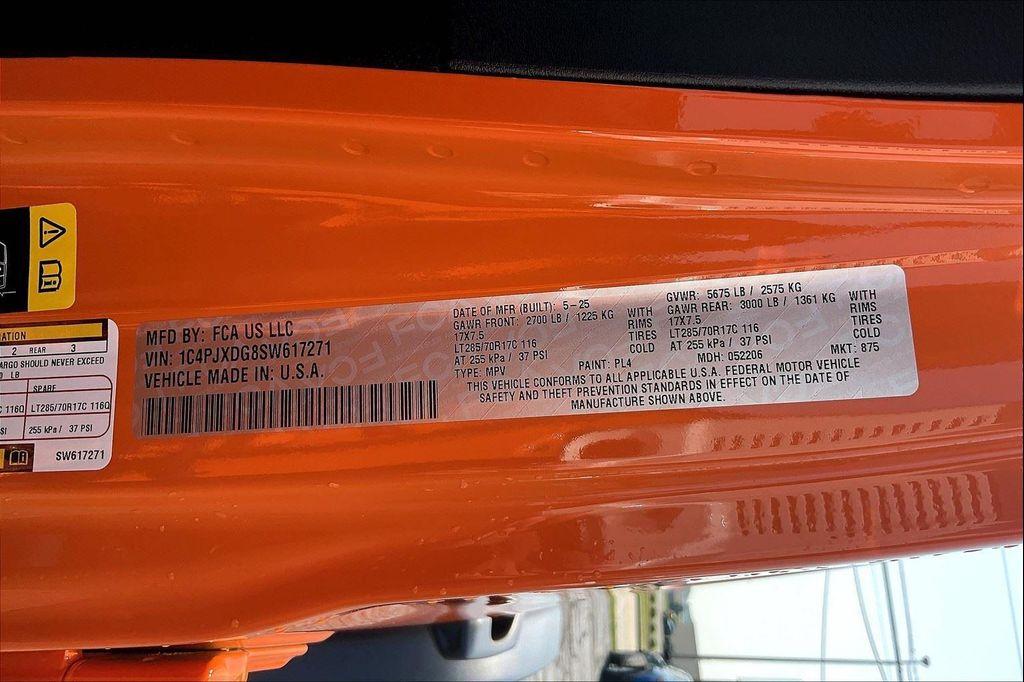 MFD BY: FCA US LLC
VIN: 1C4PJXDG8SW617271
VEHICLE MADE IN: U.S.A.
DATE OF MFR (BUILT): 5-25
GAWR FRONT: 2700 LB / 1225 KG WITH
17X7.5 RIMS
LT285/70R17C 116 TIRES
AT 255 kPa / 37 PSI COLD
TYPE: MPV PAINT: PL4
GVWR: 5675 LB / 2575 KG
GAWR REAR: 3000 LB / 1361 KG WITH
17X7.5 RIMS
LT285/70R17C 116 TIRES
AT 255 kPa / 37 PSI COLD
MDH: 052206 MKT: 875
THIS VEHICLE CONFORMS TO ALL APPLICABLE U.S.A. FEDERAL MOTOR VEHICLE
SAFETY AND THEFT PREVENTION STANDARDS IN EFFECT ON THE DATE OF
MANUFACTURE SHOWN ABOVE.
2 REAR 3
SHOULD NEVER EXCEED
LB
SPARE
116Q LT285/70R17C 116Q
255 kPa / 37 PSI
SW617271